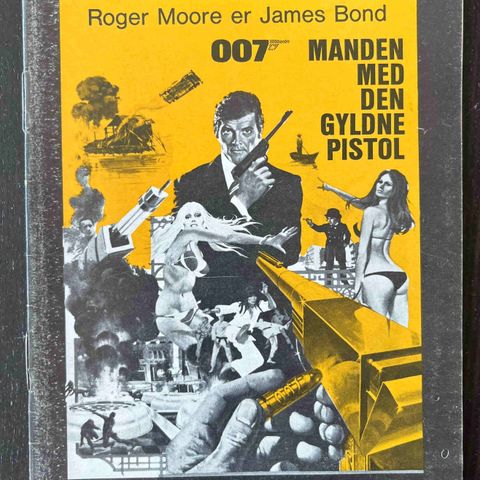 Roger Moore er James Bond
007
MANDEN
MED
DEN
GYLDNE
PISTOL